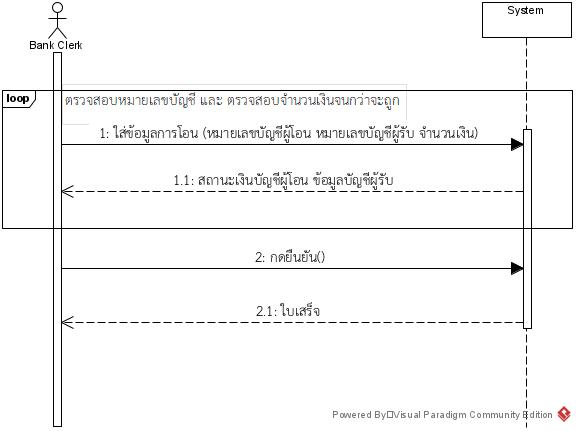 System
Bank Clerk
loop
ตรวจสอบหมายเลขบัญชี และ ตรวจสอบจำนวนเงินจนกว่าจะถูก
1: ใส่ข้อมูลการโอน (หมายเลขบัญชีผู้โอน หมายเลขบัญชีผู้รับ จำนวนเงิน)
1.1: สถานะเงินบัญชีผู้โอน ข้อมูลบัญชีผู้รับ
2: กดยืนยัน()
2.1: ใบเสร็จ
Powered By Visual Paradigm Community Edition